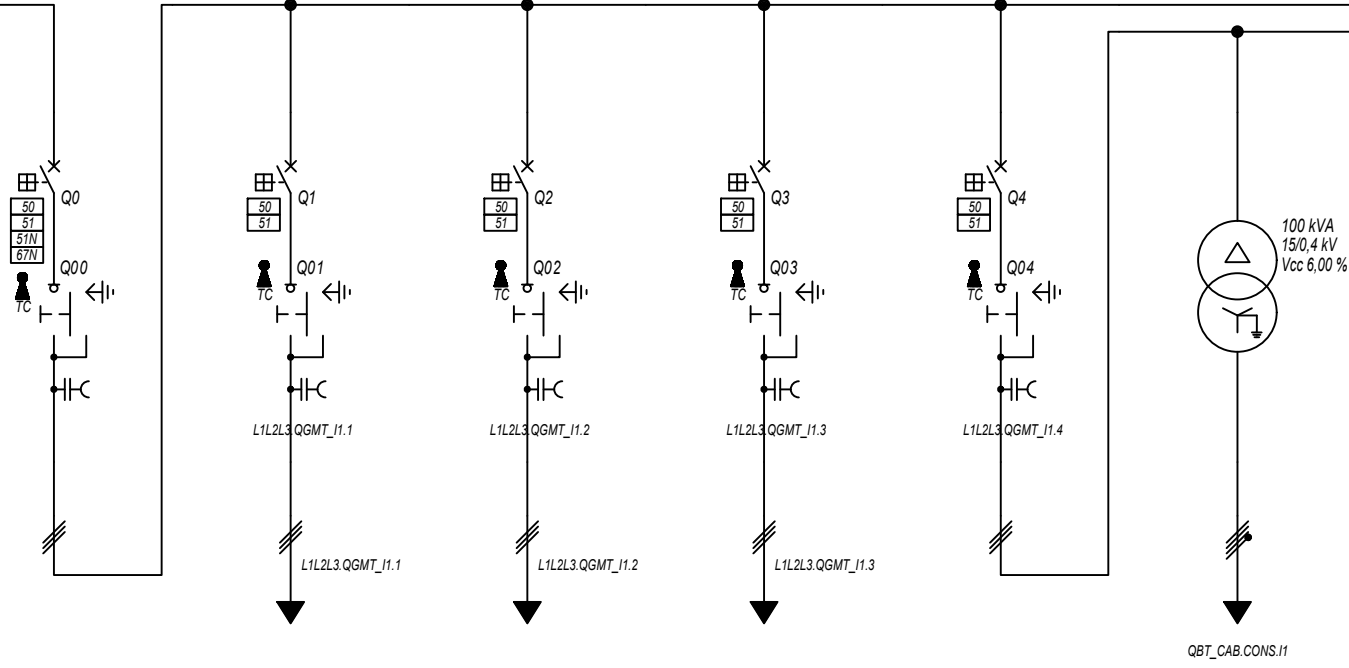 Q0
50
51
51N
67N
Q00
TC
Q1
50
51
Q01
TC
L1L2L3.QGMT_I1.1
L1L2L3.QGMT_I1.1
Q2
50
51
Q02
TC
L1L2L3.QGMT_I1.2
L1L2L3.QGMT_I1.2
Q3
50
51
Q03
TC
L1L2L3.QGMT_I1.3
L1L2L3.QGMT_I1.3
Q4
50
51
Q04
TC
L1L2L3.QGMT_I1.4
100 kVA
15/0,4 kV
Vcc 6,00 %
QBT_CAB.CONS.I1